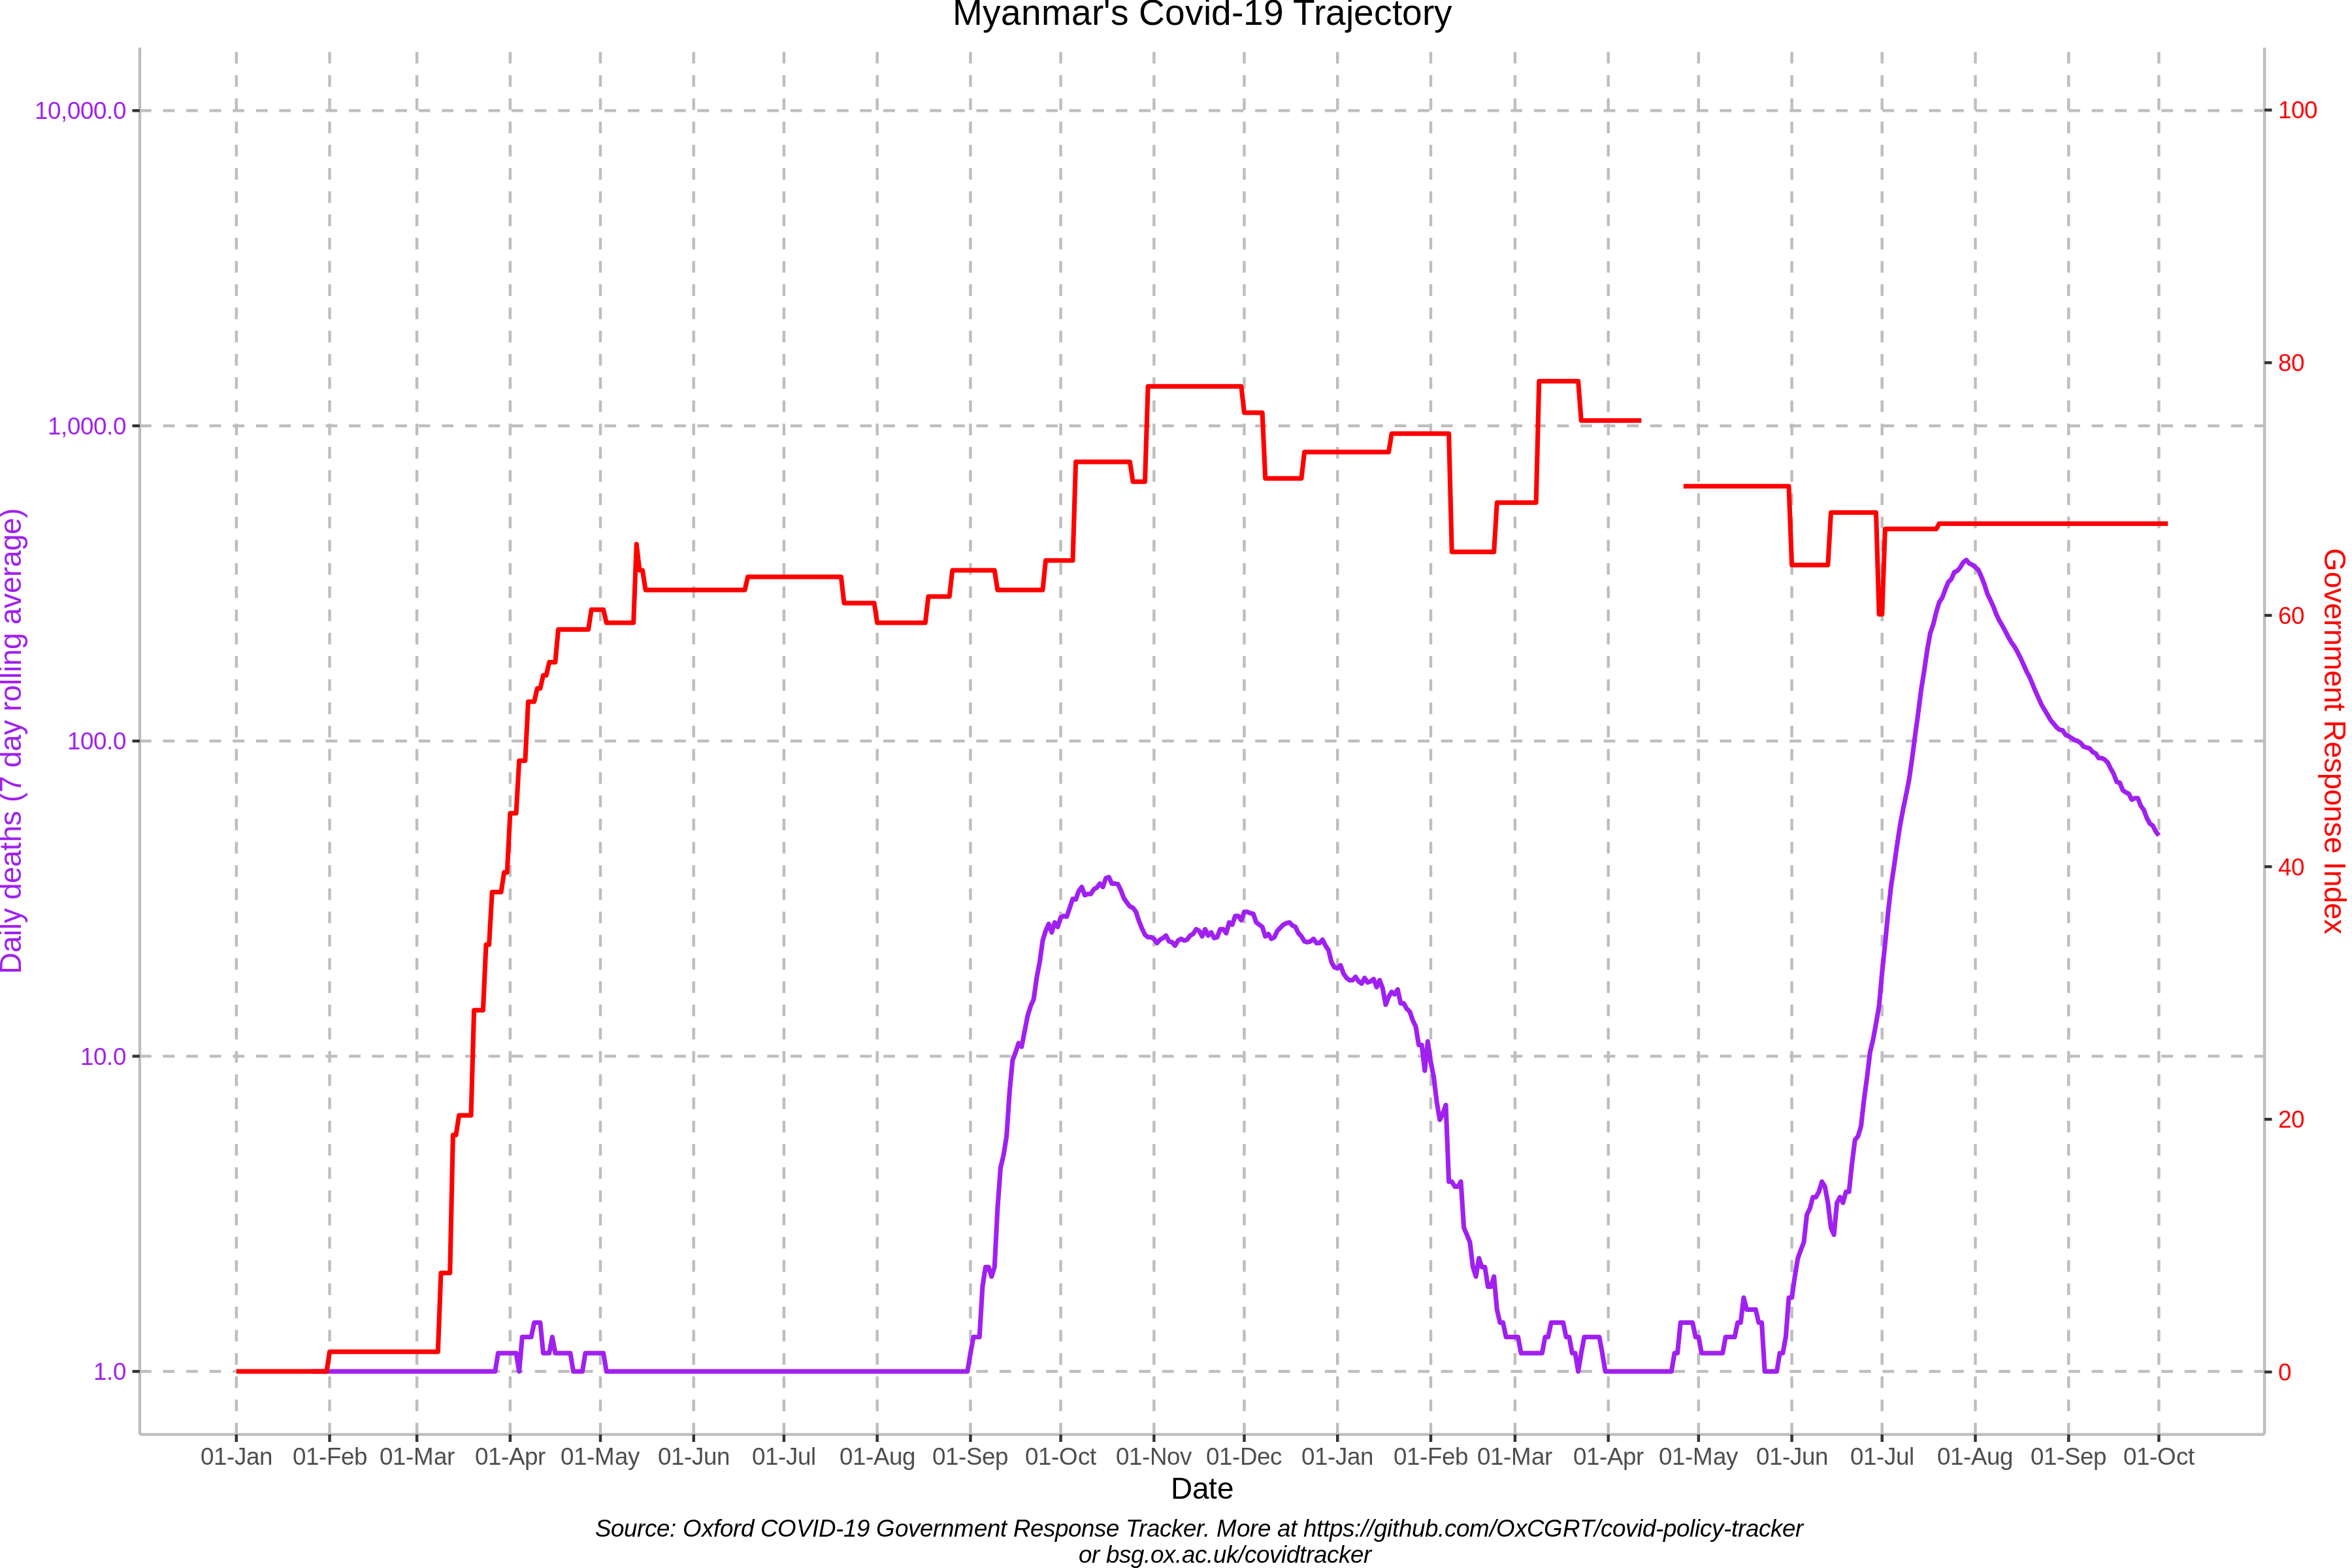 Myanmar's Covid-19 Trajectory
10,000.0
1,000.0
100.0
10.0
1.0
Daily deaths (7 day rolling average)
100
80
60
40
20
0
Government Response Index
01-Jan 01-Feb 01-Mar 01-Apr 01-May 01-Jun 01-Jul 01-Aug 01-Sep 01-Oct 01-Nov 01-Dec 01-Jan 01-Feb 01-Mar 01-Apr 01-May 01-Jun 01-Jul 01-Aug 01-Sep 01-Oct
Date
Source: Oxford COVID-19 Government Response Tracker. More at https://github.com/OxCGRT/covid-policy-tracker
or bsg.ox.ac.uk/covidtracker